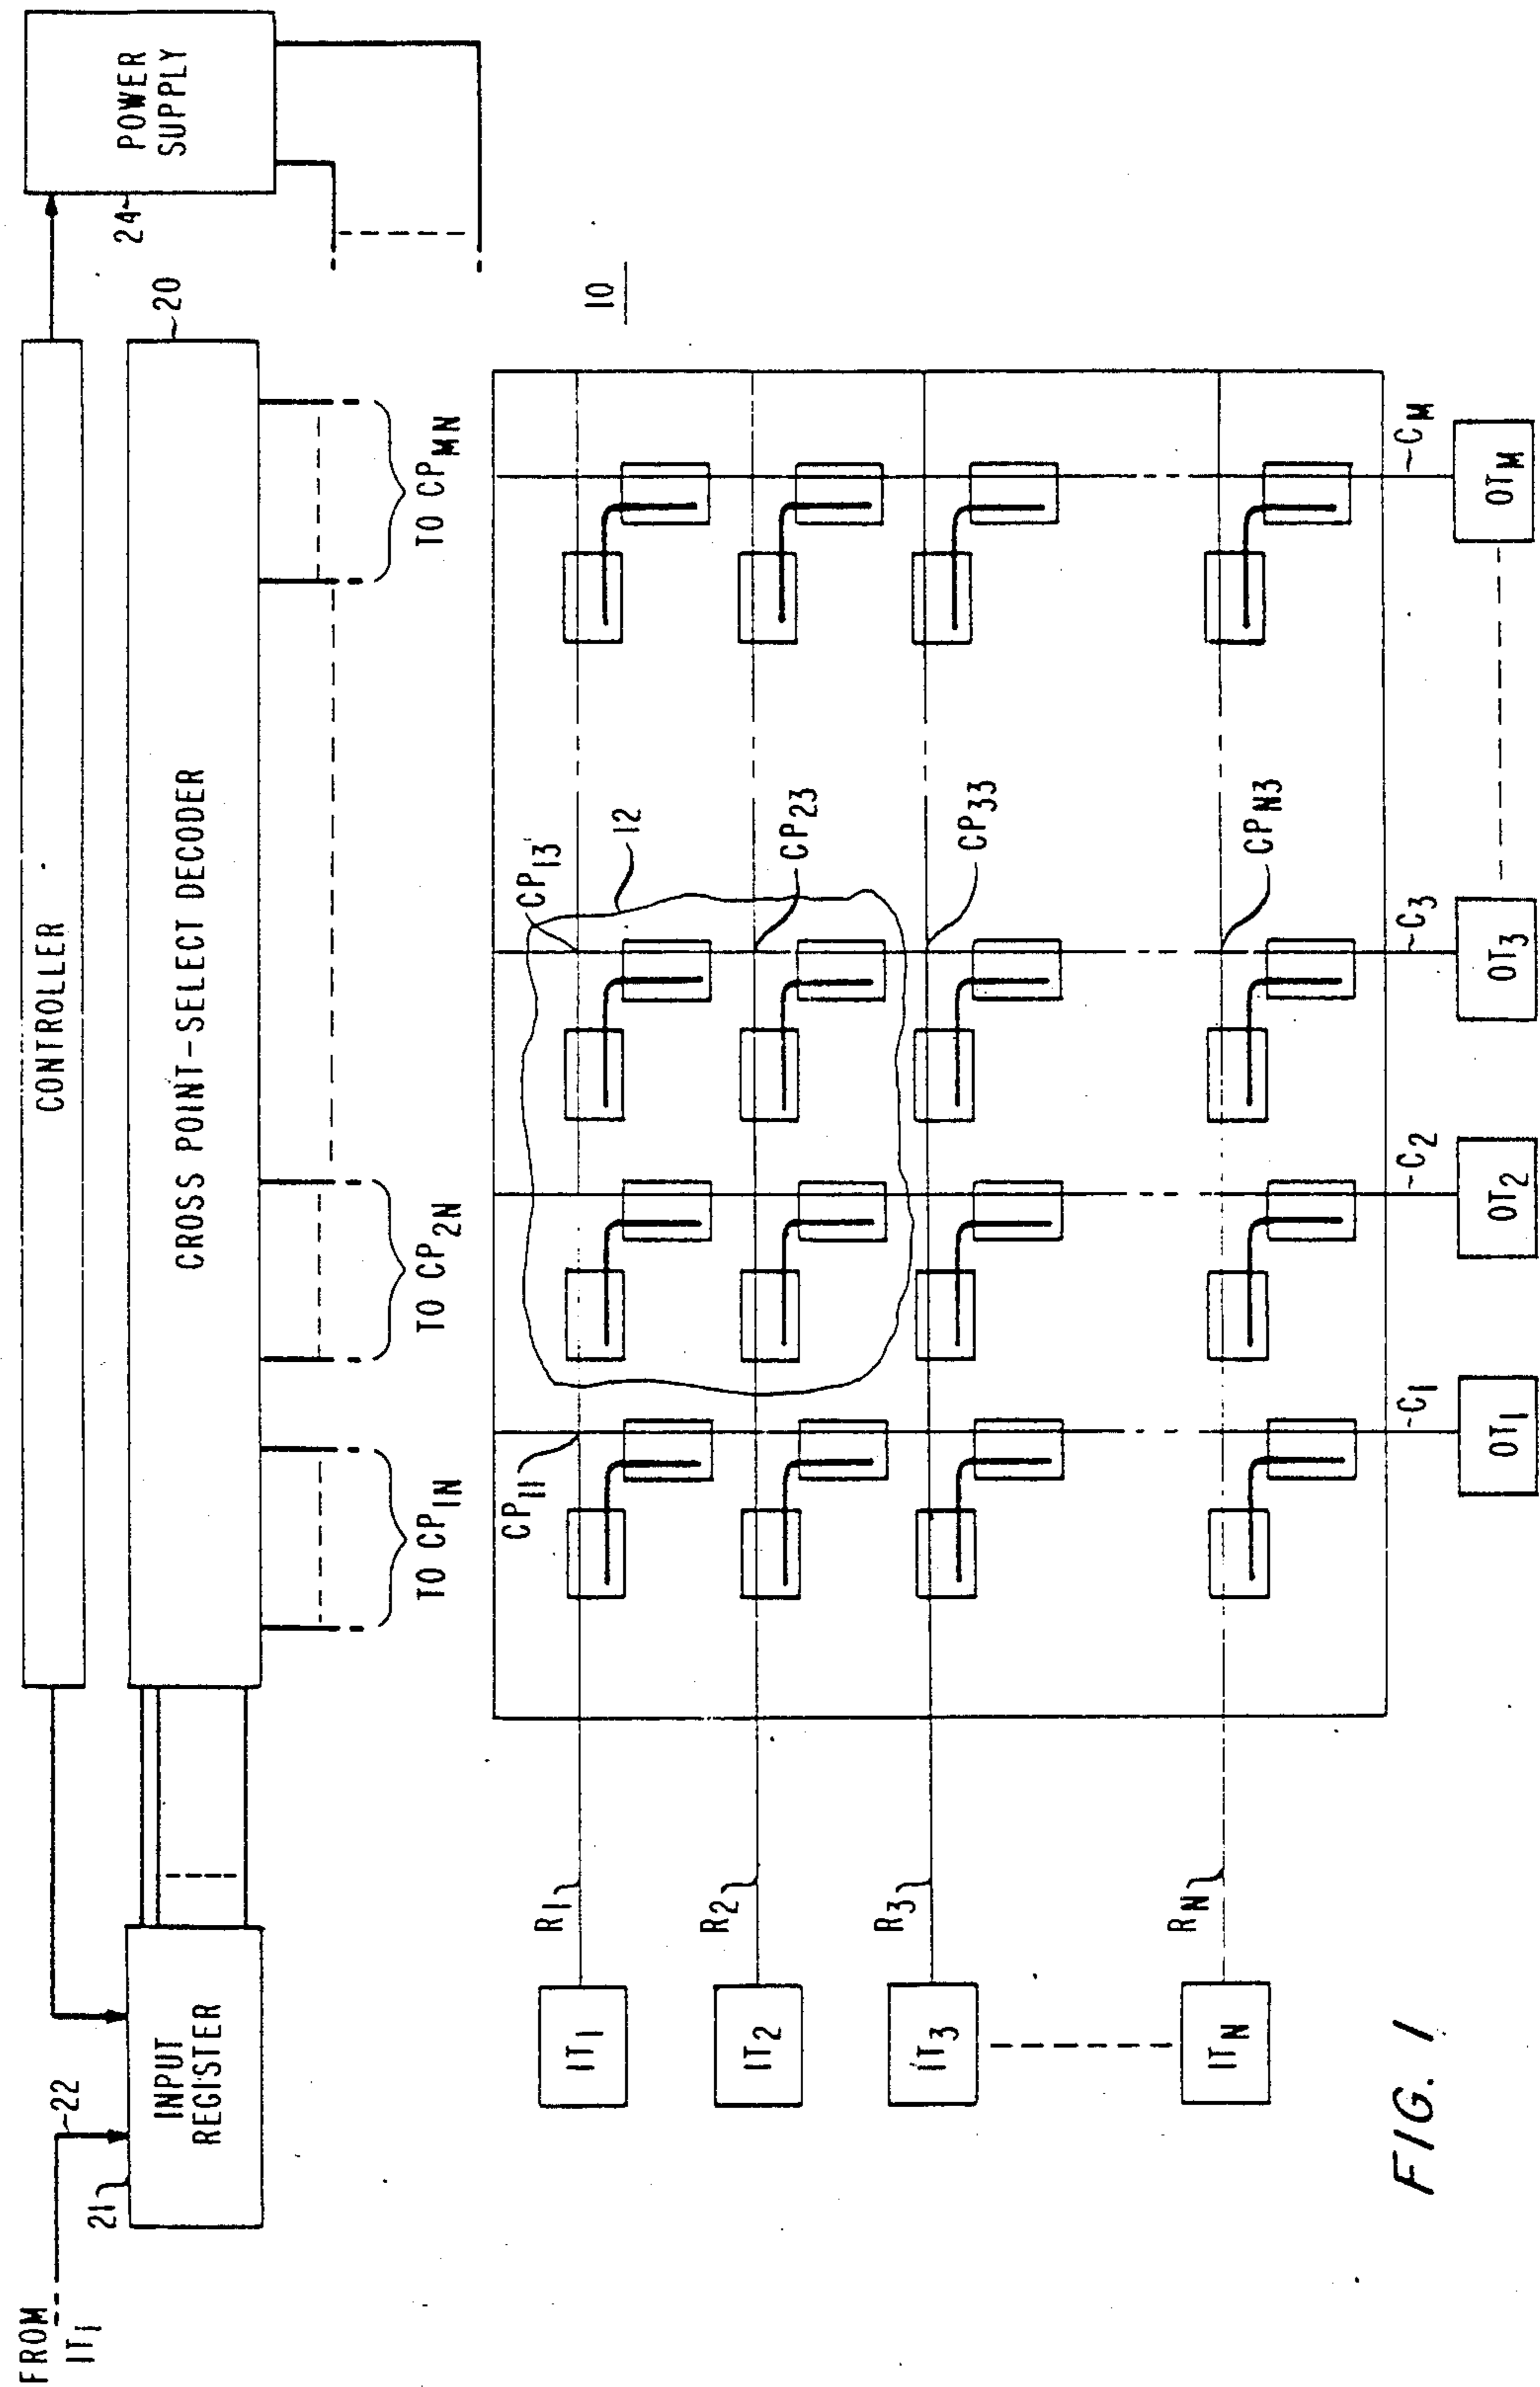 CONTROLLER
POWER
SUPPLY
24
FROM
IT1
22
21
INPUT
REGISTER
CROSS POINT-SELECT DECODER
20
TO CP1N
TO CP2N
TO CPMN
10
CP11
CP13
12
CP23
CP33
CPN3
R1
IT1
R2
IT2
R3
IT3
RN
ITN
C1
C2
C3
CM
OT1
OT2
OT3
OTM
FIG. 1